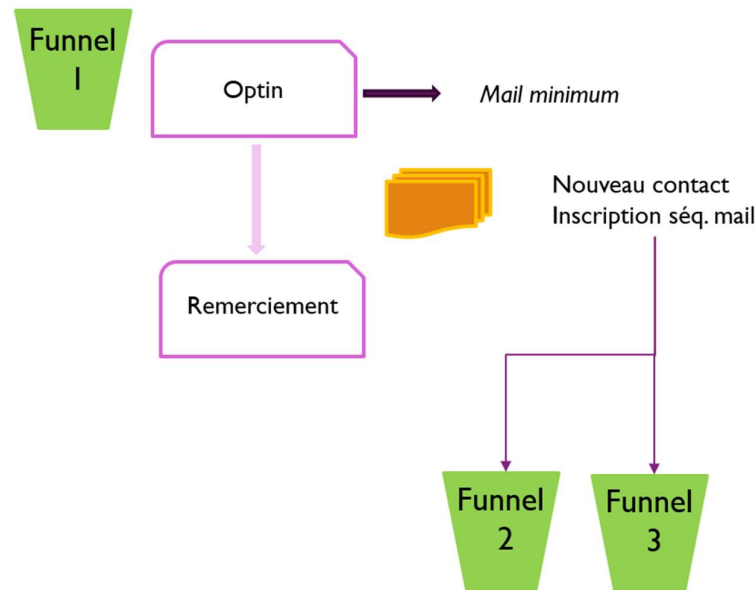 Funnel
1
Optin
Mail minimum
Nouveau contact
Inscription séq. mail
Remerciement
Funnel
2
Funnel
3